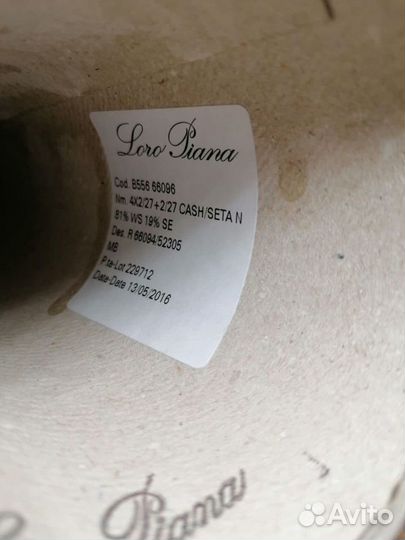 Loro Piana
Cod. B556 66096
Nm. 4X2/27+2/27 CASH/SETA N
81% WS 19% SE
Des. R 66094/52305
MB
P.ta-Lot 229712
Data-Date 13/05/2016
Piana
Avito